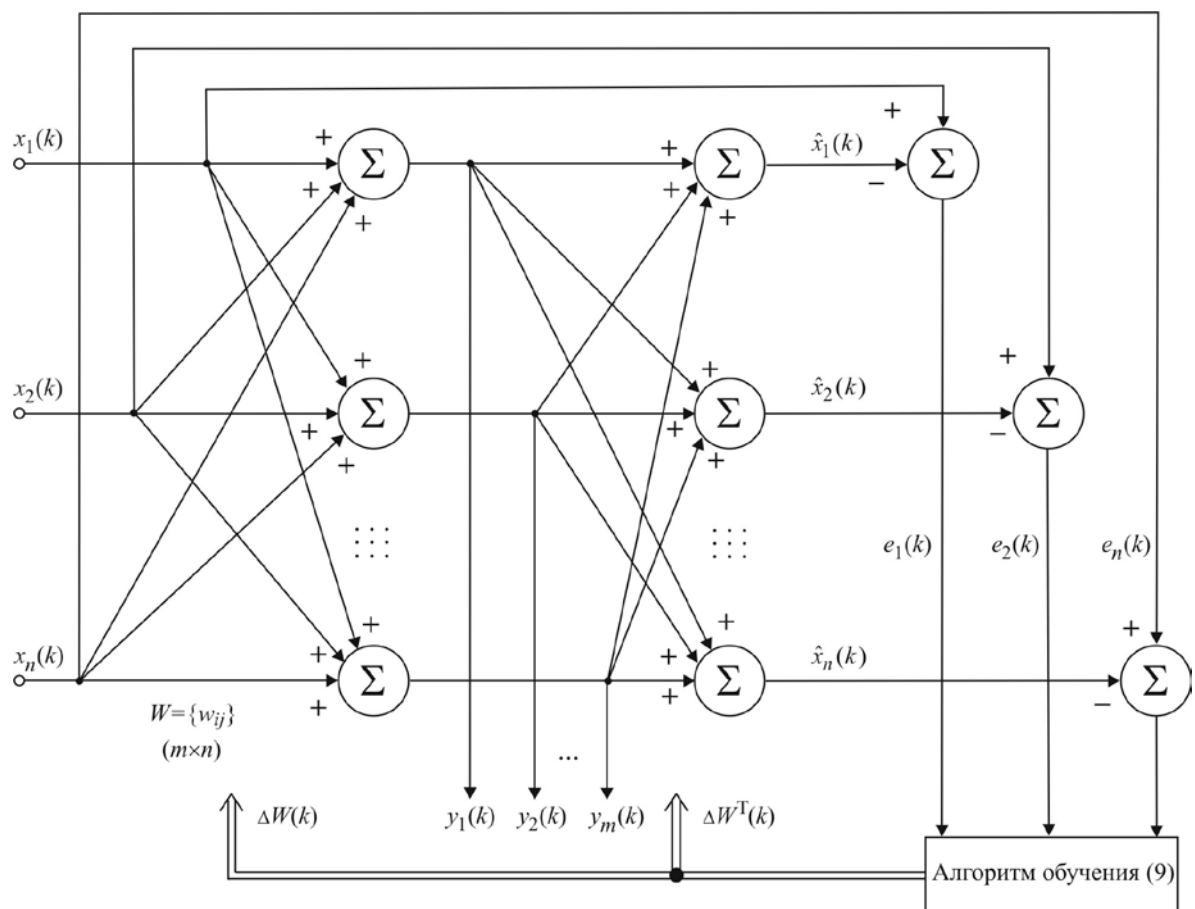 x₁(k)
+
Σ
+
+
+
Σ
+
+
x̂₁(k)
+
−
Σ
x₂(k)
+
Σ
+
+
+
Σ
+
+
x̂₂(k)
+
−
Σ
e₁(k)
e₂(k)
eₙ(k)
xₙ(k)
+
+
Σ
+
+
+
Σ
+
x̂ₙ(k)
+
−
Σ
W={wᵢⱼ}
(m×n)
...
ΔW(k)
y₁(k)
y₂(k)
yₘ(k)
ΔWᵀ(k)
Алгоритм обучения (9)